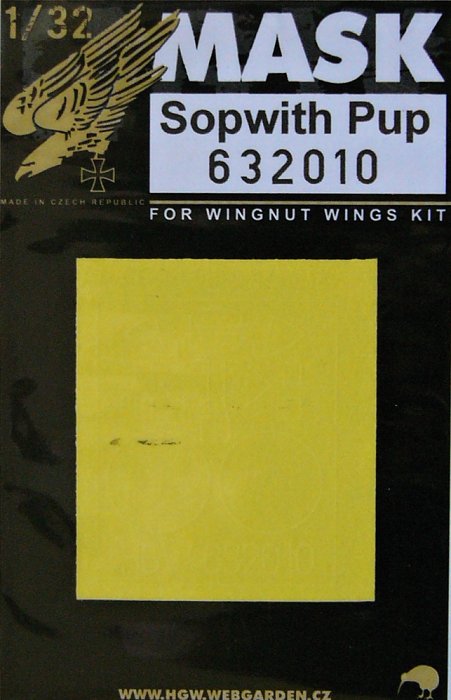 1/32
MASK
Sopwith Pup
632010
MADE IN CZECH REPUBLIC
FOR WINGNUT WINGS KIT
WWW.HGW.WEBGARDEN.CZ